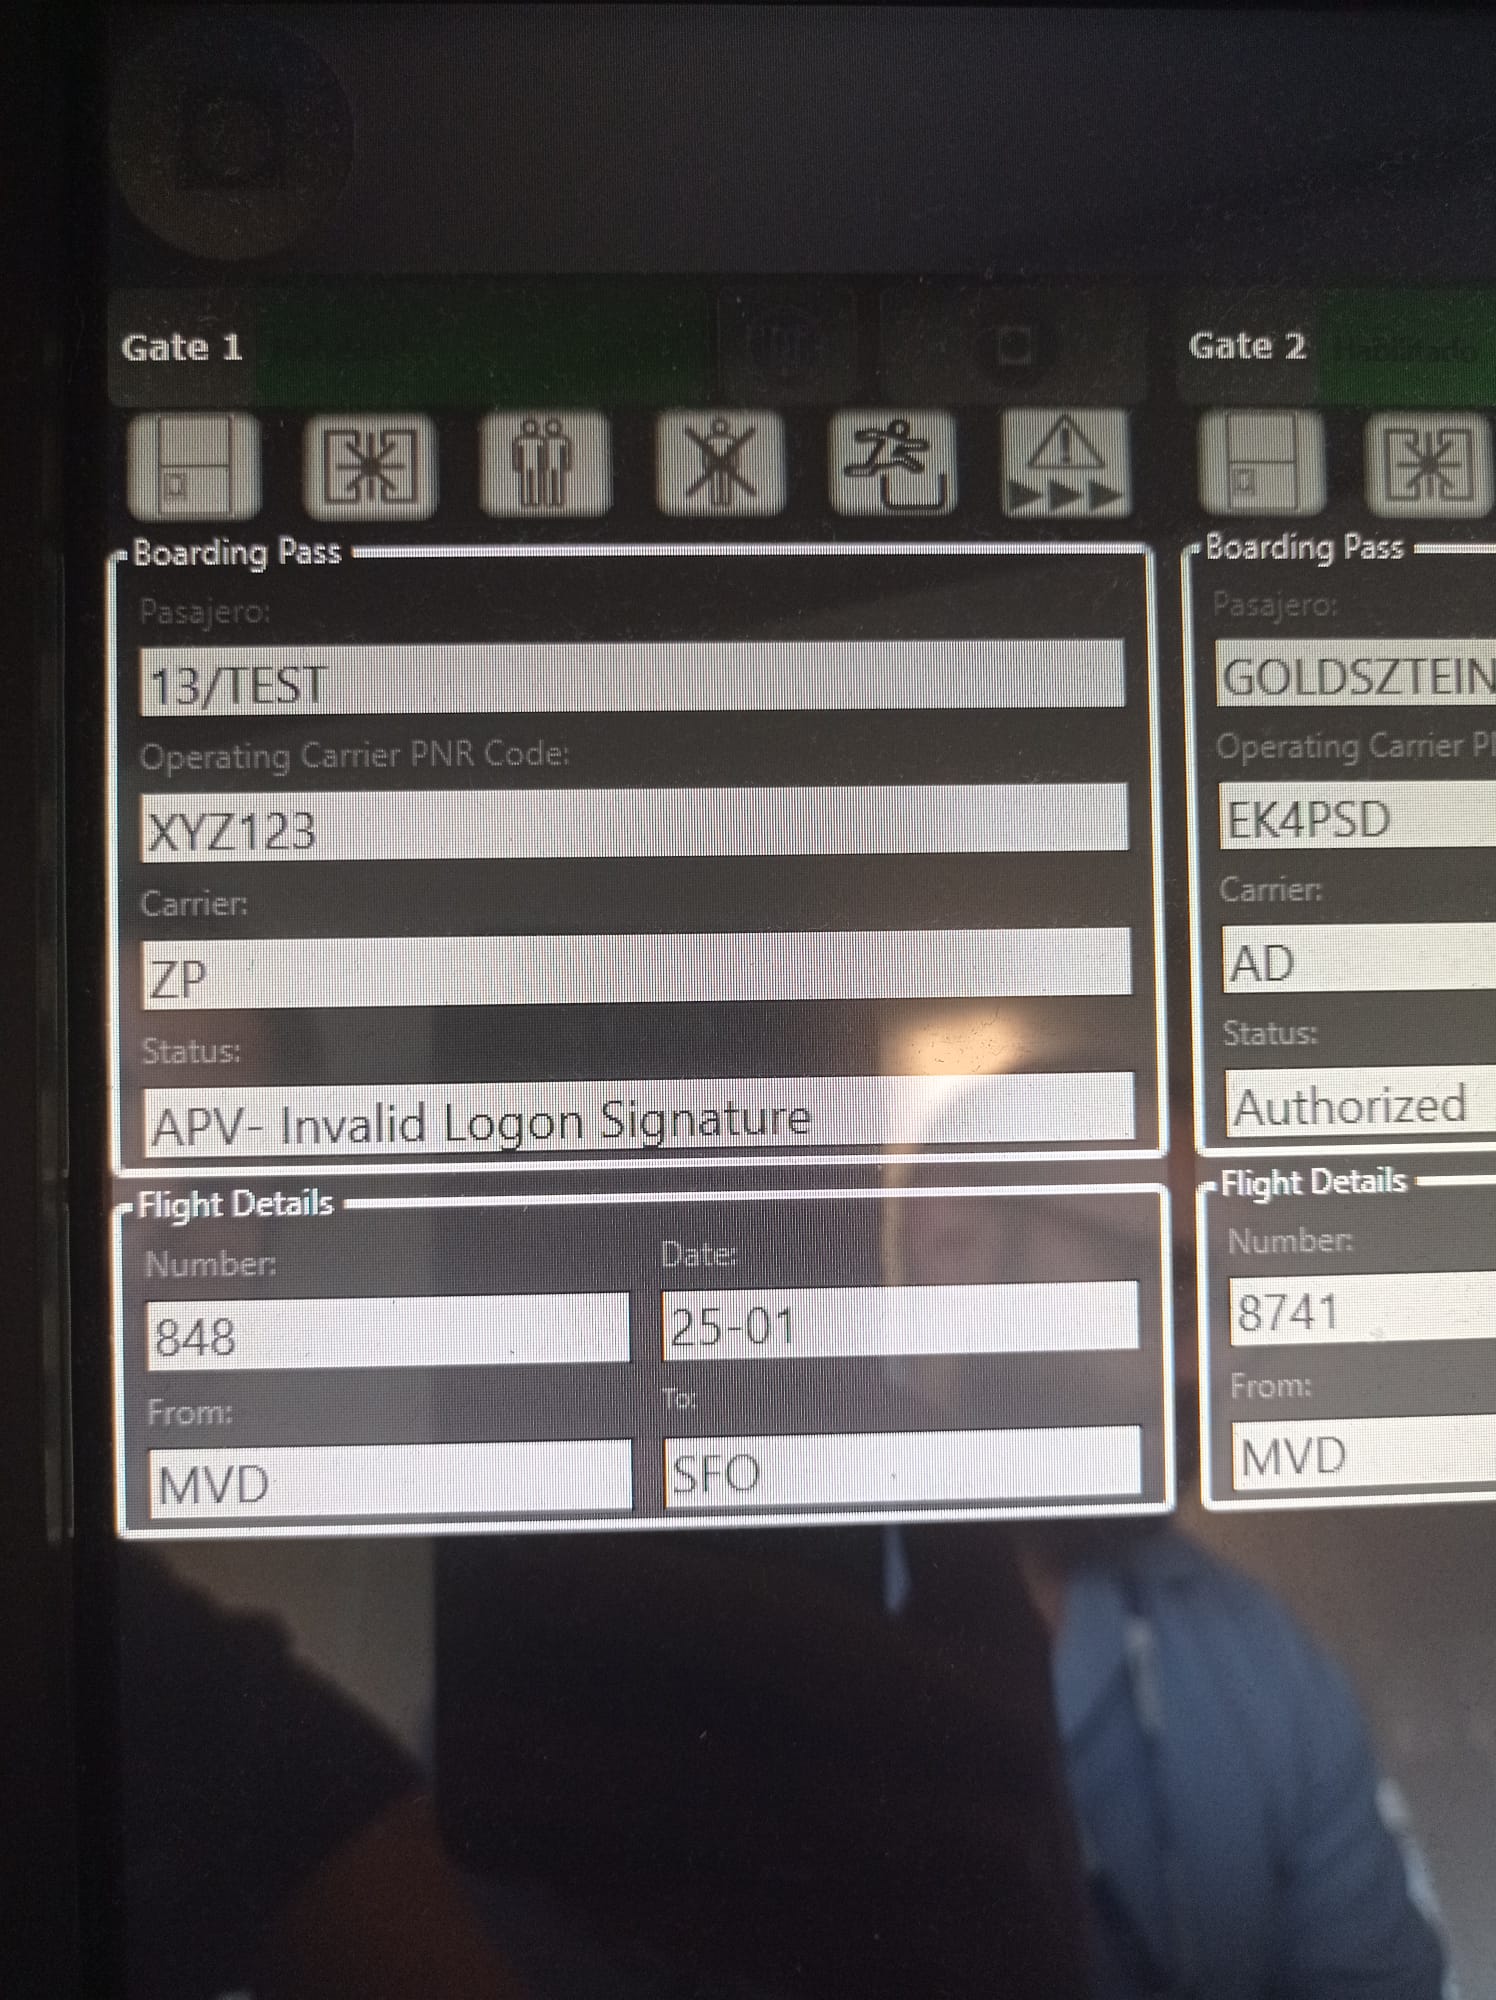 Gate 1
Boarding Pass
Pasajero:
13/TEST
Operating Carrier PNR Code:
XYZ123
Carrier:
ZP
Status:
APV- Invalid Logon Signature
Flight Details
Number:
848
Date:
25-01
From:
MVD
To:
SFO
Gate 2
Habilitado
Boarding Pass
Pasajero:
GOLDSZTEIN
Operating Carrier
EK4PSD
Carrier:
AD
Status:
Authorized
Flight Details
Number:
8741
From:
MVD